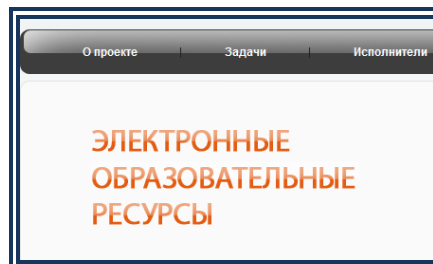 О проекте Задачи Исполнители
ЭЛЕКТРОННЫЕ
ОБРАЗОВАТЕЛЬНЫЕ
РЕСУРСЫ